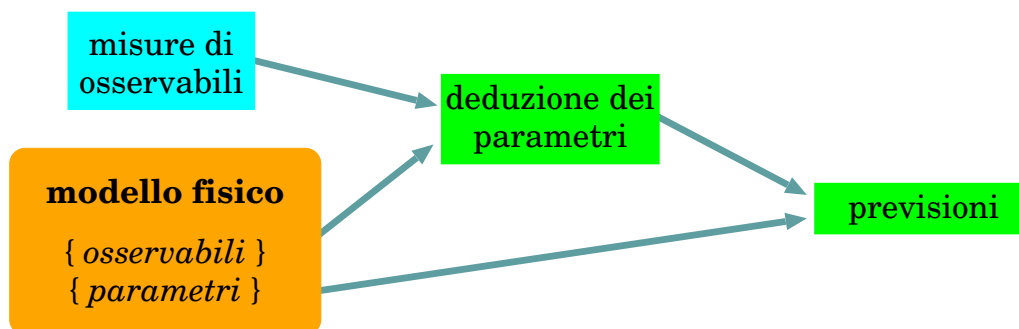 misure di
osservabili
deduzione dei
parametri
modello fisico
{ osservabili }
{ parametri }
previsioni